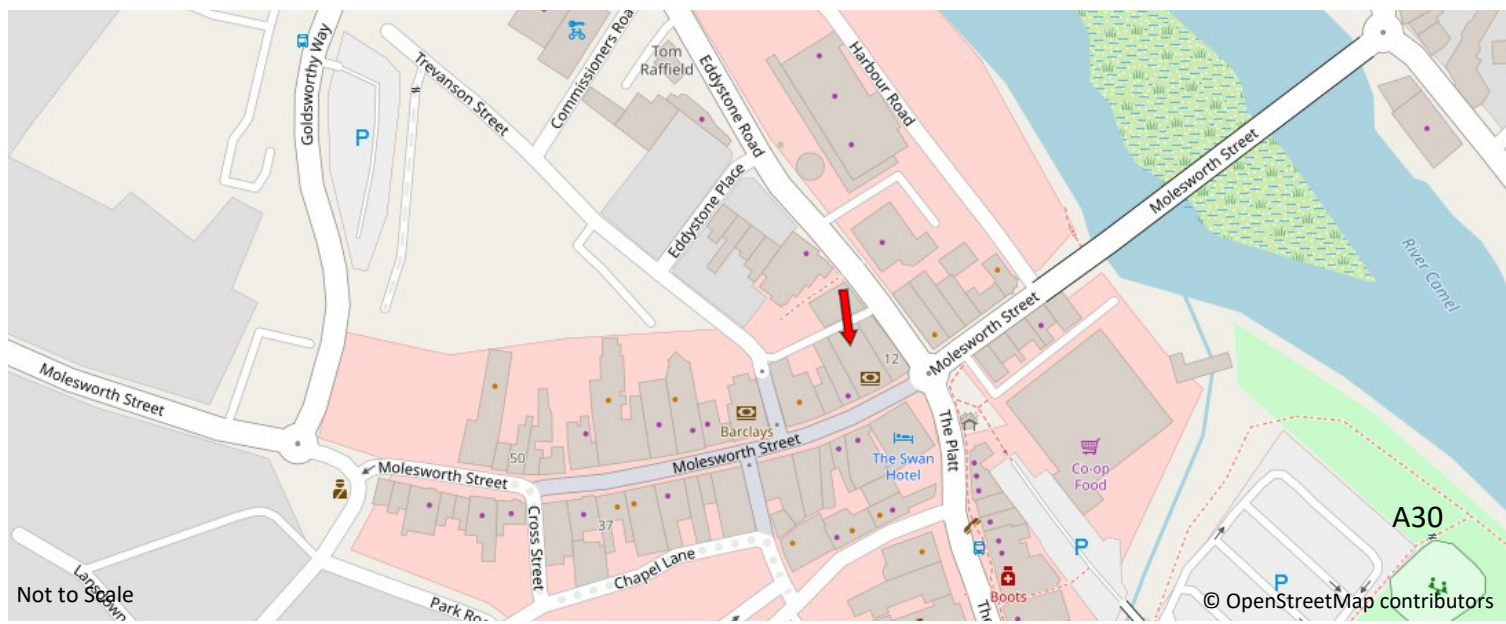 Goldsworthy Way
Trevanson Street
Commissioners Road
Tom
Raffield
Eddystone Road
Harbour Road
P
Eddystone Place
Molesworth Street
River Camel
Molesworth Street
12
Molesworth Street
Barclays
Molesworth Street
The Swan
Hotel
The Platt
Co-op
Food
50
Molesworth Street
37
Cross Street
Chapel Lane
A30
P
P
Boots
Park Roa
The
Not to Scale
© OpenStreetMap contributors